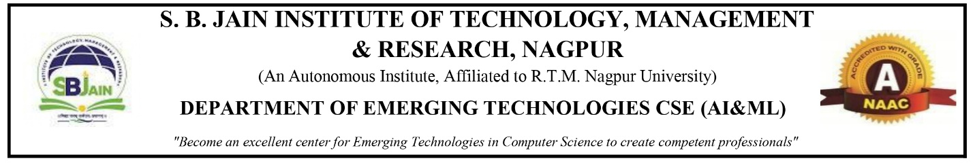 S. B. JAIN INSTITUTE OF TECHNOLOGY, MANAGEMENT
& RESEARCH, NAGPUR
(An Autonomous Institute, Affiliated to R.T.M. Nagpur University)
DEPARTMENT OF EMERGING TECHNOLOGIES CSE (AI&ML)
"Become an excellent center for Emerging Technologies in Computer Science to create competent professionals"
SBJAIN
ACCREDITED WITH GRADE
A
NAAC